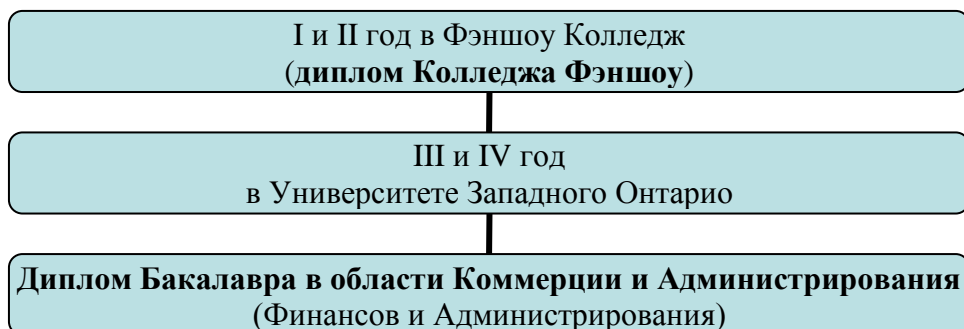 I и II год в Фэншоу Колледж
(диплом Колледжа Фэншоу)
III и IV год
в Университете Западного Онтарио
Диплом Бакалавра в области Коммерции и Администрирования
(Финансов и Администрирования)